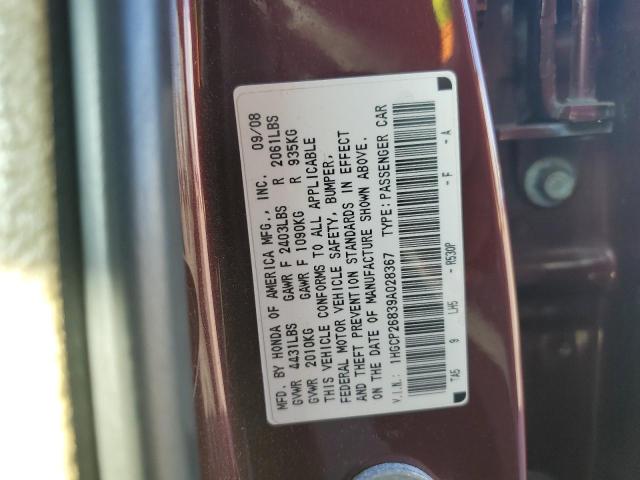 MFD. BY HONDA OF AMERICA MFG., INC. 09/08
GVWR 4431LBS GAWR F 2403LBS R 2061LBS
GVWR 2010KG GAWR F 1090KG R 935KG
THIS VEHICLE CONFORMS TO ALL APPLICABLE
FEDERAL MOTOR VEHICLE SAFETY, BUMPER,
AND THEFT PREVENTION STANDARDS IN EFFECT
ON THE DATE OF MANUFACTURE SHOWN ABOVE.
V.I.N.: 1HGCP26839A028367 TYPE: PASSENGER CAR
TA5 9 LH5 - R530P - F - A